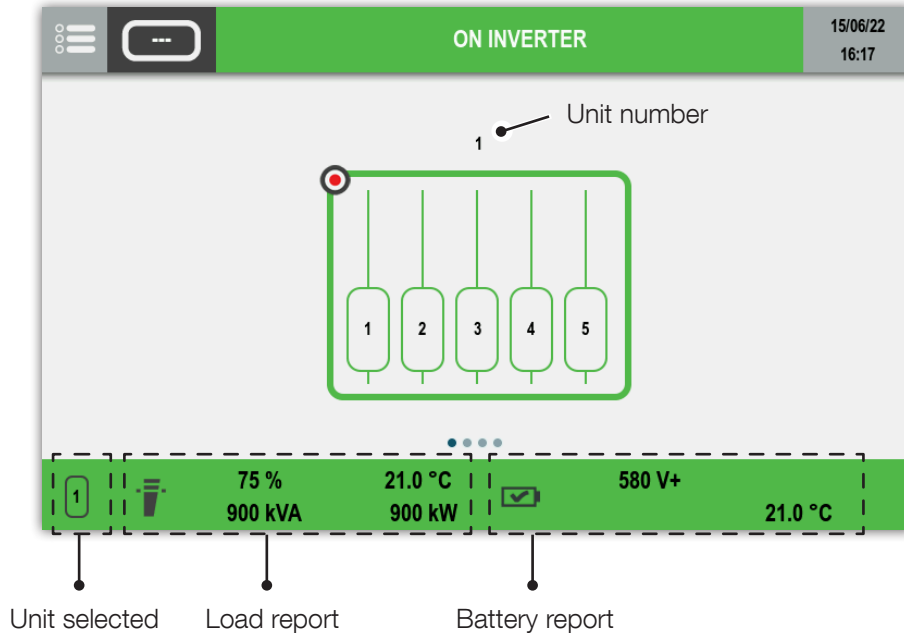 ---
ON INVERTER
15/06/22
16:17
Unit number
1
1 2 3 4 5
1
75 % 21.0 °C
900 kVA 900 kW
580 V+
21.0 °C
Unit selected Load report Battery report